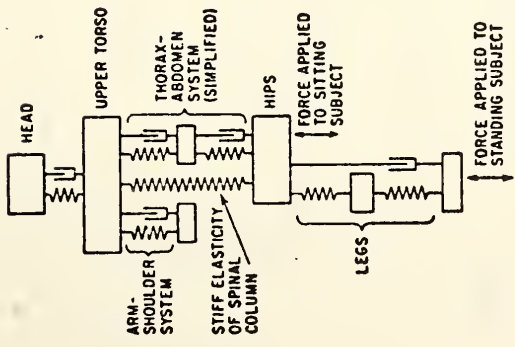 HEAD
UPPER TORSO
THORAX-
ABDOMEN
SYSTEM
(SIMPLIFIED)
ARM-
SHOULDER
SYSTEM
STIFF ELASTICITY
OF SPINAL
COLUMN
HIPS
FORCE APPLIED
TO SITTING
SUBJECT
LEGS
FORCE APPLIED TO
STANDING SUBJECT